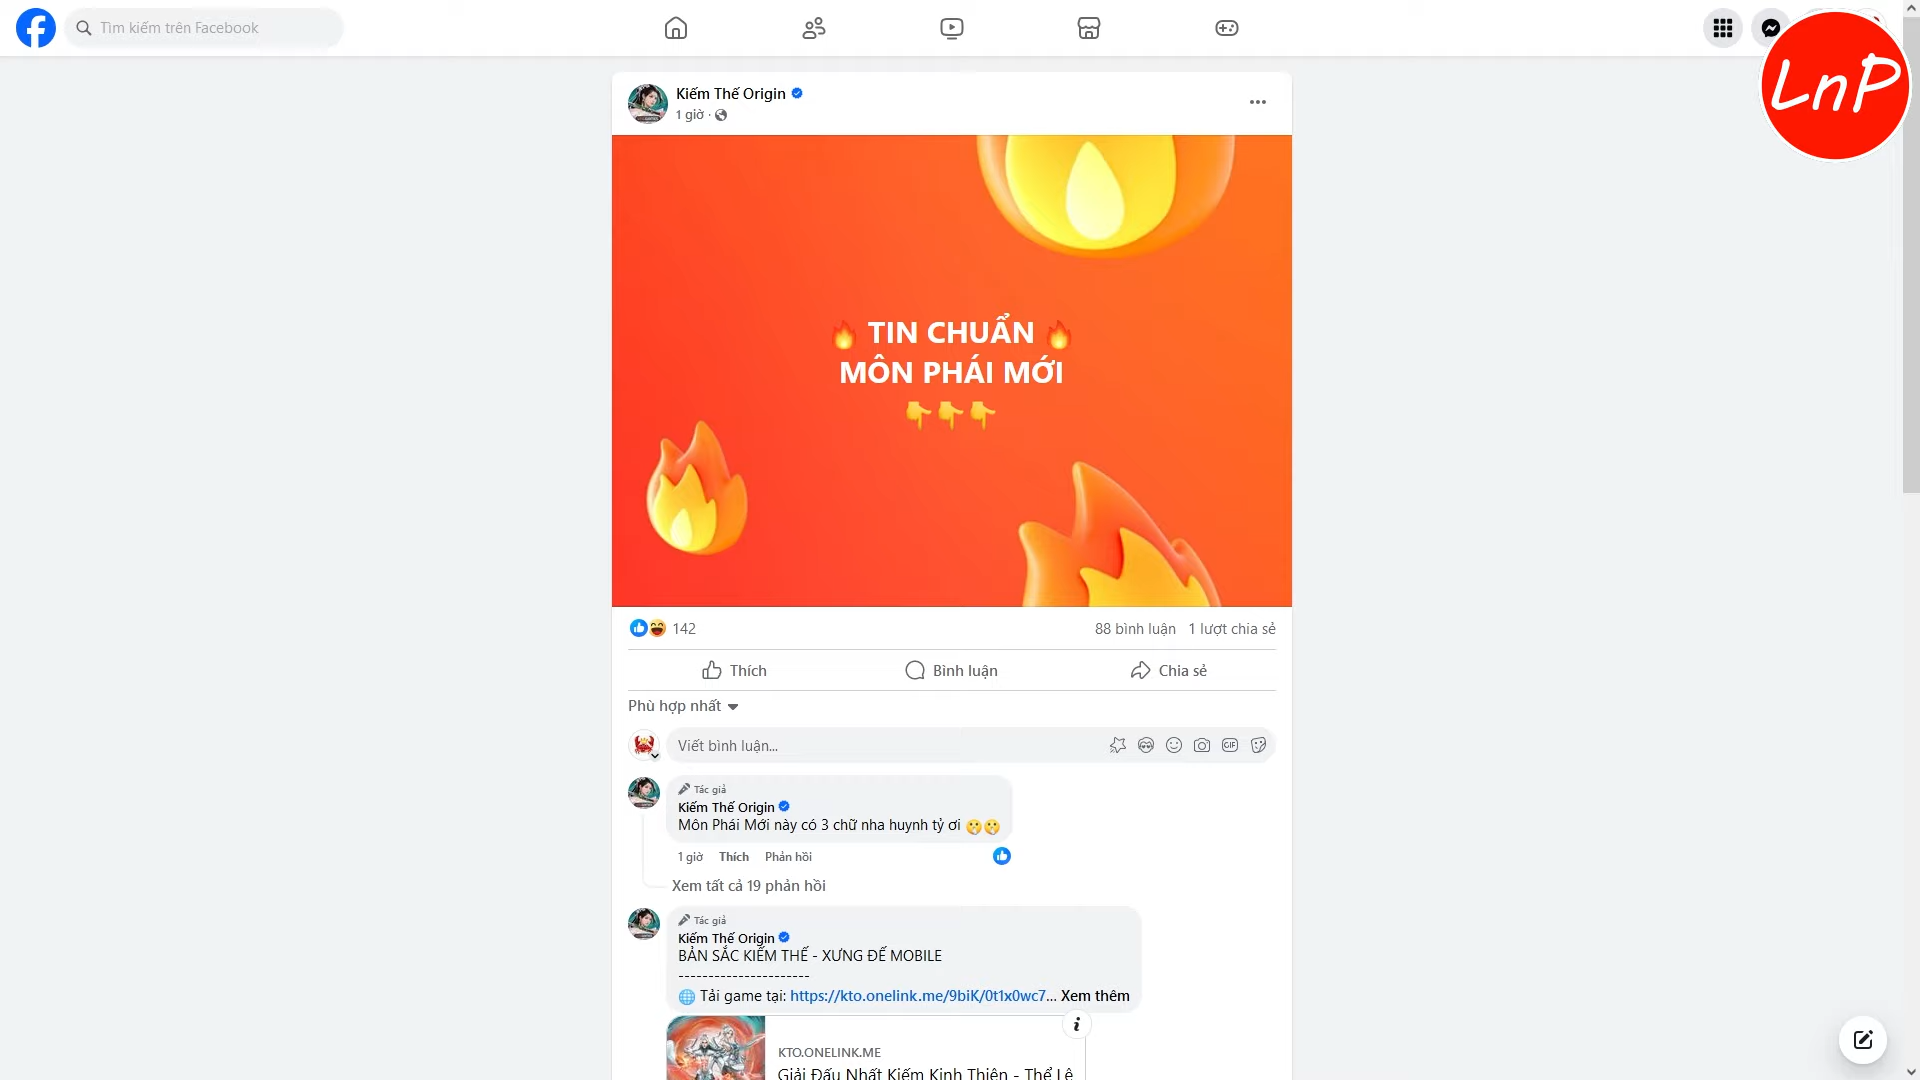 Tìm kiếm trên Facebook
LnP
Kiếm Thế Origin
1 giờ ·
🔥 TIN CHUẨN 🔥
MÔN PHÁI MỚI
👇👇👇
142
88 bình luận 1 lượt chia sẻ
Thích Bình luận Chia sẻ
Phù hợp nhất
Viết bình luận...
GIF
Tác giả
Kiếm Thế Origin
Môn Phái Mới này có 3 chữ nha huynh tỷ ơi 🤫🤫
1 giờ Thích Phản hồi
Xem tất cả 19 phản hồi
Tác giả
Kiếm Thế Origin
BẢN SẮC KIẾM THẾ - XƯNG ĐẾ MOBILE
----------------------
🌐 Tải game tại: https://kto.onelink.me/9biK/0t1x0wc7... Xem thêm
KTO.ONELINK.ME
Giải Đấu Nhất Kiếm Kinh Thiên - Thể Lệ